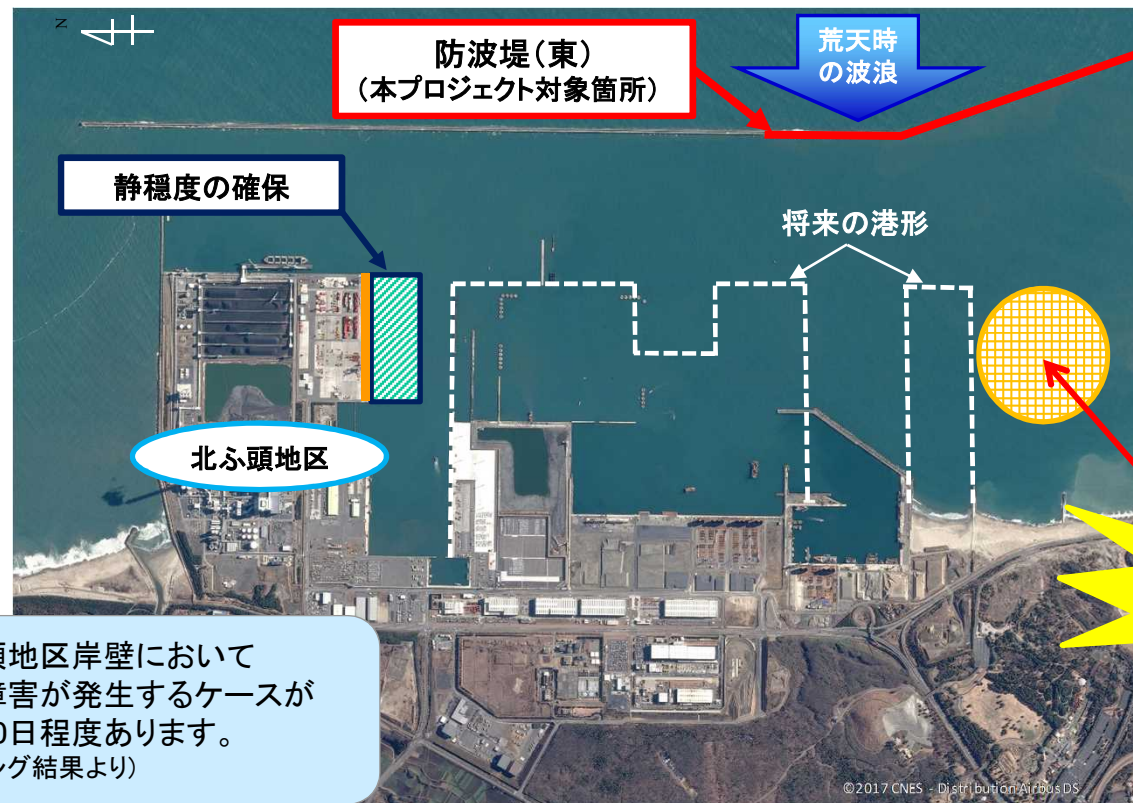 N
防波堤(東)
(本プロジェクト対象箇所)
荒天時
の波浪
静穏度の確保
将来の港形
北ふ頭地区
頭地区岸壁において
障害が発生するケースが
0日程度あります。
ング結果より)
©2017 CNES - Distribution Airbus DS